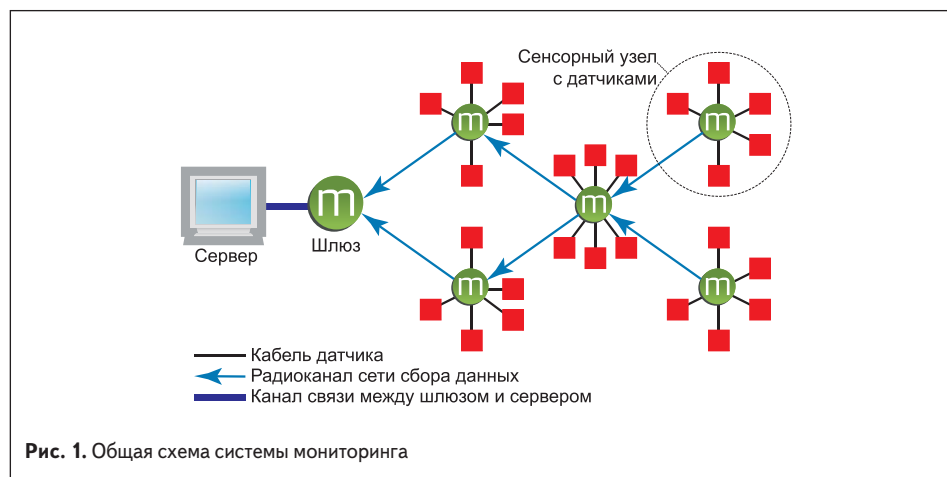 Сенсорный узел
с датчиками
m
m
m
m
Сервер
Шлюз
m
m
Кабель датчика
Радиоканал сети сбора данных
Канал связи между шлюзом и сервером
Рис. 1. Общая схема системы мониторинга